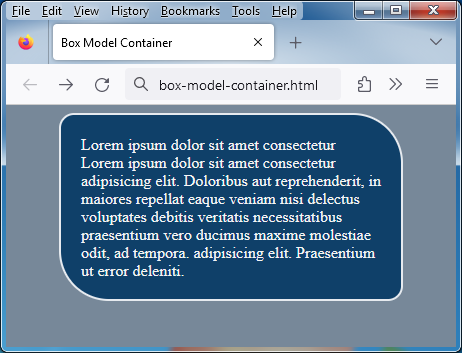 File Edit View History Bookmarks Tools Help
Box Model Container
box-model-container.html
Lorem ipsum dolor sit amet consectetur
Lorem ipsum dolor sit amet consectetur
adipisicing elit. Doloribus aut reprehenderit, in
maiores repellat eaque veniam nisi delectus
voluptates debitis veritatis necessitatibus
praesentium vero ducimus maxime molestiae
odit, ad tempora. adipisicing elit. Praesentium
ut error deleniti.